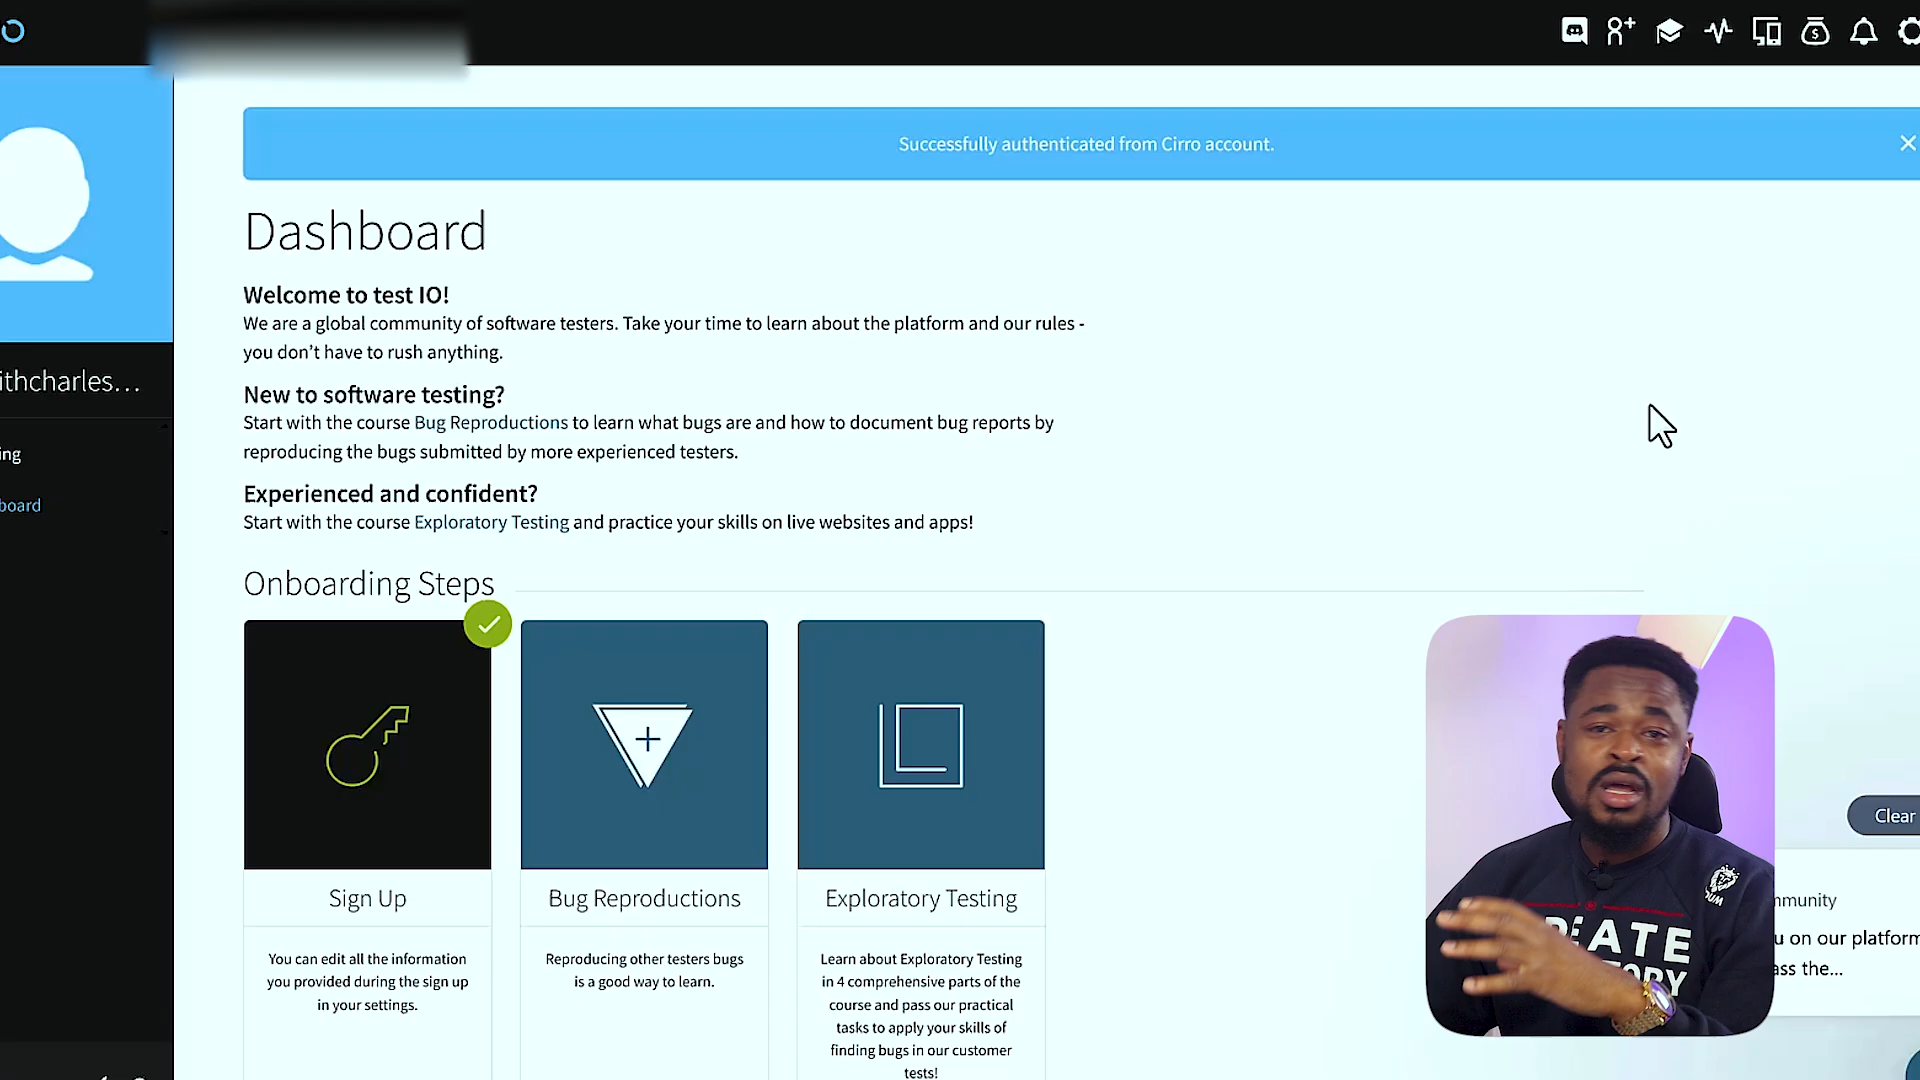 Successfully authenticated from Cirro account.
Dashboard
Welcome to test IO!
We are a global community of software testers. Take your time to learn about the platform and our rules -
you don't have to rush anything.
ithcharles...
New to software testing?
Start with the course Bug Reproductions to learn what bugs are and how to document bug reports by
reproducing the bugs submitted by more experienced testers.
ing
board
Experienced and confident?
Start with the course Exploratory Testing and practice your skills on live websites and apps!
Onboarding Steps
Sign Up
You can edit all the information
you provided during the sign up
in your settings.
Bug Reproductions
Reproducing other testers bugs
is a good way to learn.
Exploratory Testing
Learn about Exploratory Testing
in 4 comprehensive parts of the
course and pass our practical
tasks to apply your skills of
finding bugs in our customer
tests!
Clear
mmunity
u on our platform
ass the...
EATE